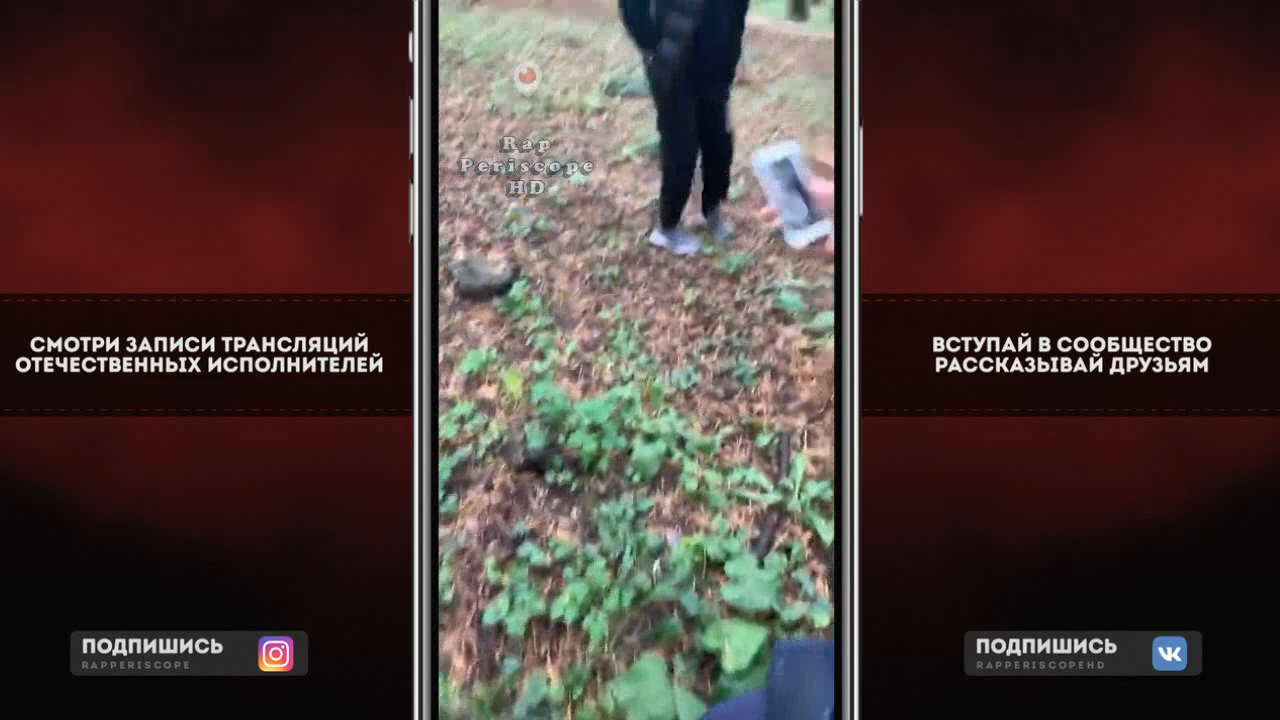 Rap
Periscope
HD
СМОТРИ ЗАПИСИ ТРАНСЛЯЦИЙ
ОТЕЧЕСТВЕННЫХ ИСПОЛНИТЕЛЕЙ
ВСТУПАЙ В СООБЩЕСТВО
РАССКАЗЫВАЙ ДРУЗЬЯМ
ПОДПИШИСЬ
RAPPERISCOPE
ПОДПИШИСЬ
RAPPERISCOPEHD